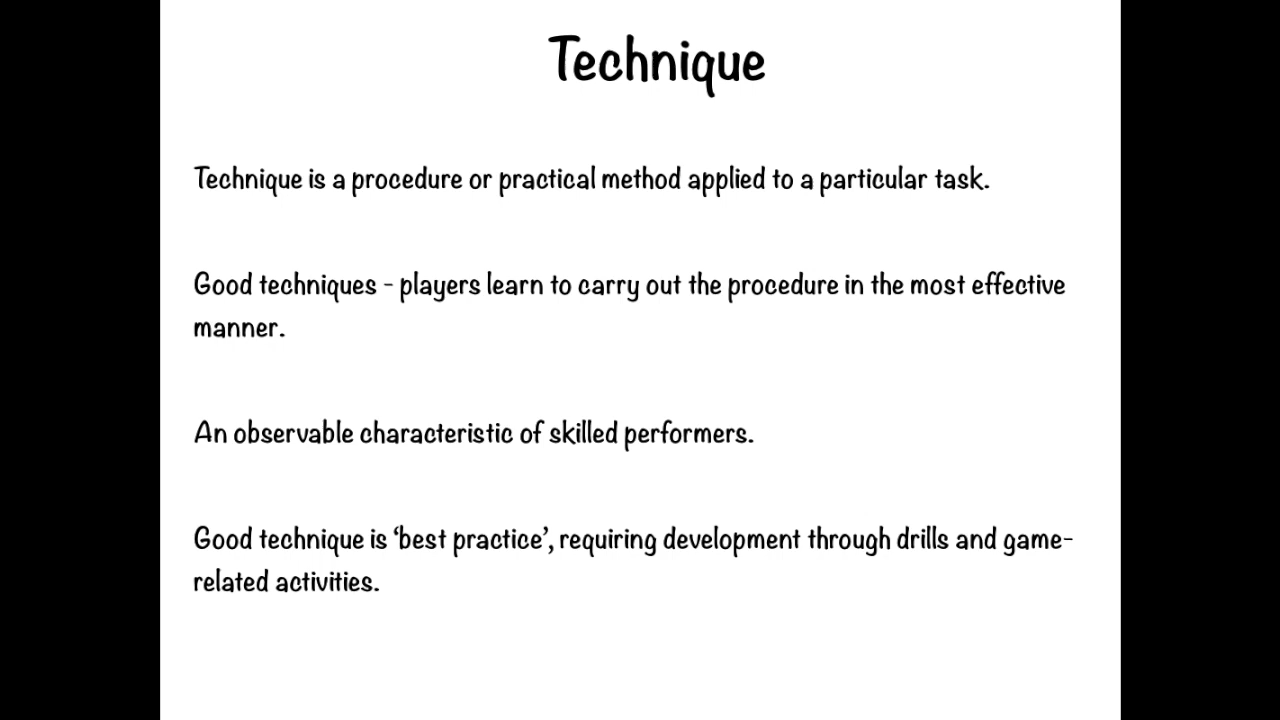 Technique
Technique is a procedure or practical method applied to a particular task.
Good techniques - players learn to carry out the procedure in the most effective
manner.
An observable characteristic of skilled performers.
Good technique is ‘best practice’, requiring development through drills and game-
related activities.